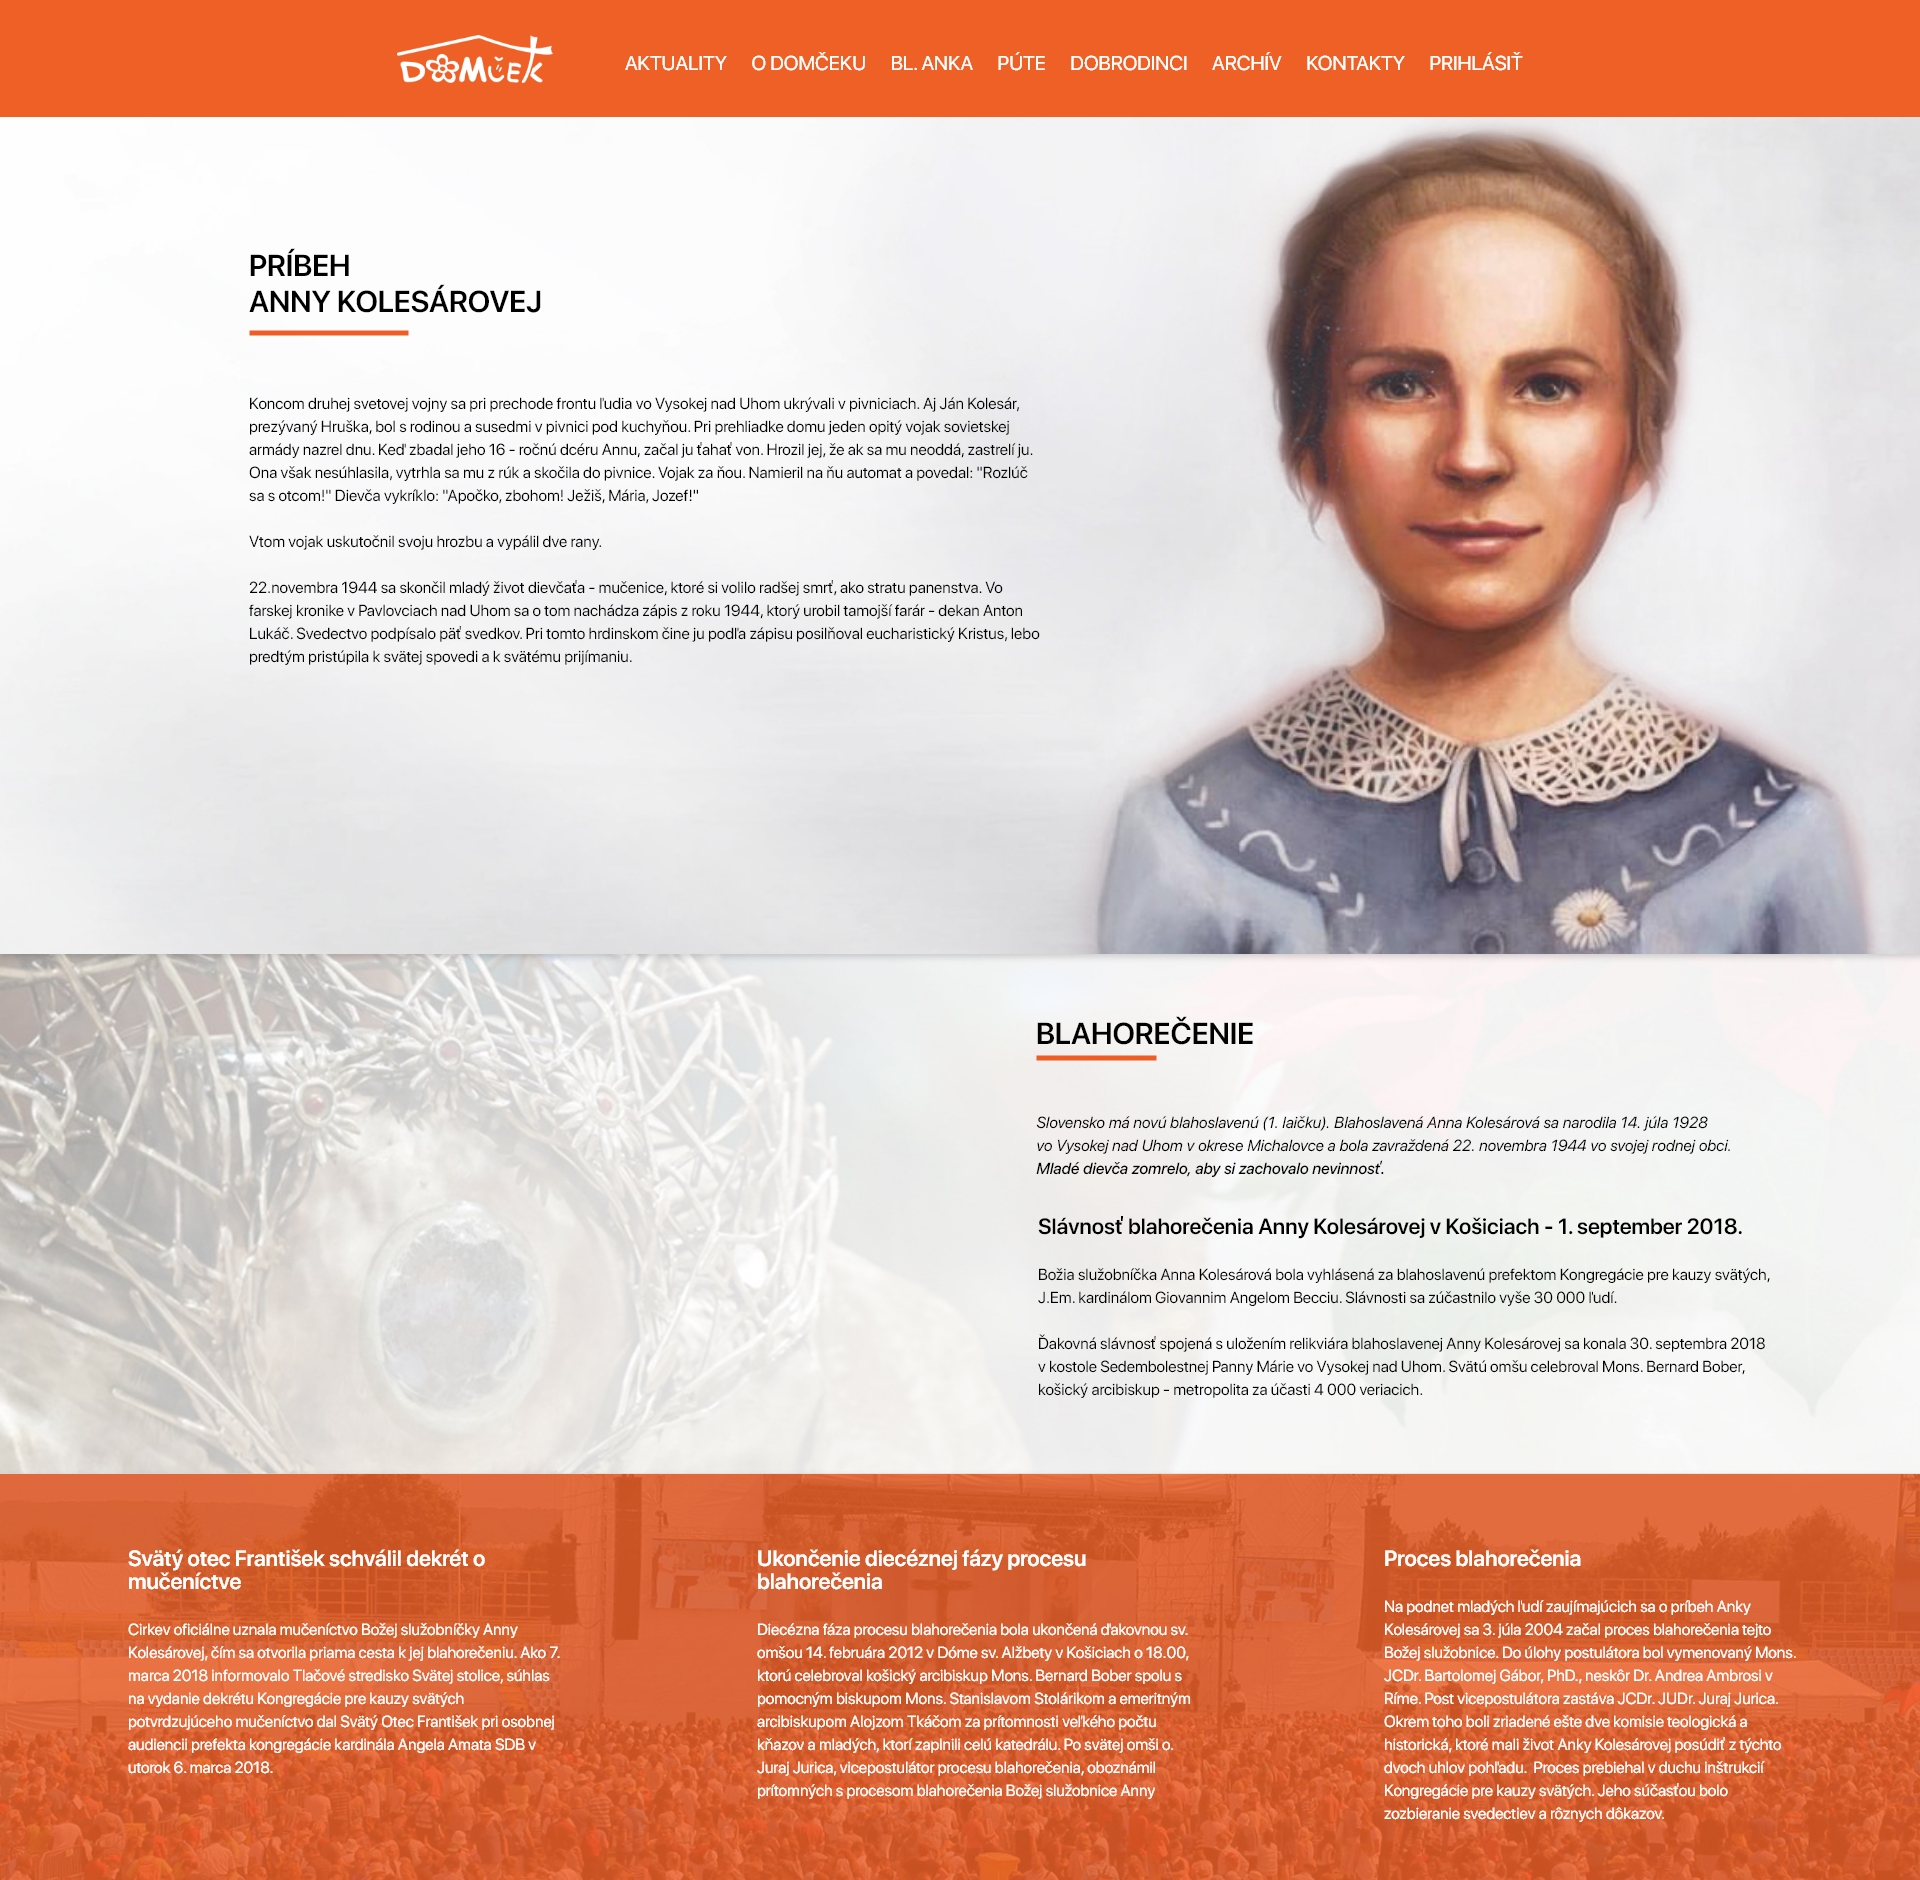 DOMČEK
AKTUALITY O DOMČEKU BL. ANKA PÚTE DOBRODINCI ARCHÍV KONTAKTY PRIHLÁSIŤ
PRÍBEH
ANNY KOLESÁROVEJ
Koncom druhej svetovej vojny sa pri prechode frontu ľudia vo Vysokej nad Uhom ukrývali v pivniciach. Aj Ján Kolesár,
prezývaný Hruška, bol s rodinou a susedmi v pivnici pod kuchyňou. Pri prehliadke domu jeden opitý vojak sovietskej
armády nazrel dnu. Keď zbadal jeho 16 - ročnú dcéru Annu, začal ju ťahať von. Hrozil jej, že ak sa mu neoddá, zastrelí ju.
Ona však nesúhlasila, vytrhla sa mu z rúk a skočila do pivnice. Vojak za ňou. Namieril na ňu automat a povedal: "Rozlúč
sa s otcom!" Dievča vykríklo: "Apočko, zbohom! Ježiš, Mária, Jozef!"
Vtom vojak uskutočnil svoju hrozbu a vypálil dve rany.
22.novembra 1944 sa skončil mladý život dievčaťa - mučenice, ktoré si volilo radšej smrť, ako stratu panenstva. Vo
farskej kronike v Pavlovciach nad Uhom sa o tom nachádza zápis z roku 1944, ktorý urobil tamojší farár - dekan Anton
Lukáč. Svedectvo podpísalo päť svedkov. Pri tomto hrdinskom čine ju podľa zápisu posilňoval eucharistický Kristus, lebo
predtým pristúpila k svätej spovedi a k svätému prijímaniu.
BLAHOREČENIE
Slovensko má novú blahoslavenú (1. laičku). Blahoslavená Anna Kolesárová sa narodila 14. júla 1928
vo Vysokej nad Uhom v okrese Michalovce a bola zavraždená 22. novembra 1944 vo svojej rodnej obci.
Mladé dievča zomrelo, aby si zachovalo nevinnosť.
Slávnosť blahorečenia Anny Kolesárovej v Košiciach - 1. september 2018.
Božia služobníčka Anna Kolesárová bola vyhlásená za blahoslavenú prefektom Kongregácie pre kauzy svätých,
J.Em. kardinálom Giovannim Angelom Becciu. Slávnosti sa zúčastnilo vyše 30 000 ľudí.
Ďakovná slávnosť spojená s uložením relikviára blahoslavenej Anny Kolesárovej sa konala 30. septembra 2018
v kostole Sedembolestnej Panny Márie vo Vysokej nad Uhom. Svätú omšu celebroval Mons. Bernard Bober,
košický arcibiskup - metropolita za účasti 4 000 veriacich.
Svätý otec František schválil dekrét o
mučeníctve
Cirkev oficiálne uznala mučeníctvo Božej služobníčky Anny
Kolesárovej, čím sa otvorila priama cesta k jej blahorečeniu. Ako 7.
marca 2018 informovalo Tlačové stredisko Svätej stolice, súhlas
na vydanie dekrétu Kongregácie pre kauzy svätých
potvrdzujúceho mučeníctvo dal Svätý Otec František pri osobnej
audiencii prefekta kongregácie kardinála Angela Amata SDB v
utorok 6. marca 2018.
Ukončenie diecéznej fázy procesu
blahorečenia
Diecézna fáza procesu blahorečenia bola ukončená ďakovnou sv.
omšou 14. februára 2012 v Dóme sv. Alžbety v Košiciach o 18.00,
ktorú celebroval košický arcibiskup Mons. Bernard Bober spolu s
pomocným biskupom Mons. Stanislavom Stolárikom a emeritným
arcibiskupom Alojzom Tkáčom za prítomnosti veľkého počtu
kňazov a mladých, ktorí zaplnili celú katedrálu. Po svätej omši o.
Juraj Jurica, vicepostulátor procesu blahorečenia, oboznámil
prítomných s procesom blahorečenia Božej služobnice Anny
Proces blahorečenia
Na podnet mladých ľudí zaujímajúcich sa o príbeh Anky
Kolesárovej sa 3. júla 2004 začal proces blahorečenia tejto
Božej služobnice. Do úlohy postulátora bol vymenovaný Mons.
JCDr. Bartolomej Gábor, PhD., neskôr Dr. Andrea Ambrosi v
Ríme. Post vicepostulátora zastáva JCDr. JUDr. Juraj Jurica.
Okrem toho boli zriadené ešte dve komisie teologická a
historická, ktoré mali život Anky Kolesárovej posúdiť z týchto
dvoch uhlov pohľadu.  Proces prebiehal v duchu inštrukcií
Kongregácie pre kauzy svätých. Jeho súčasťou bolo
zozbieranie svedectiev a rôznych dôkazov.